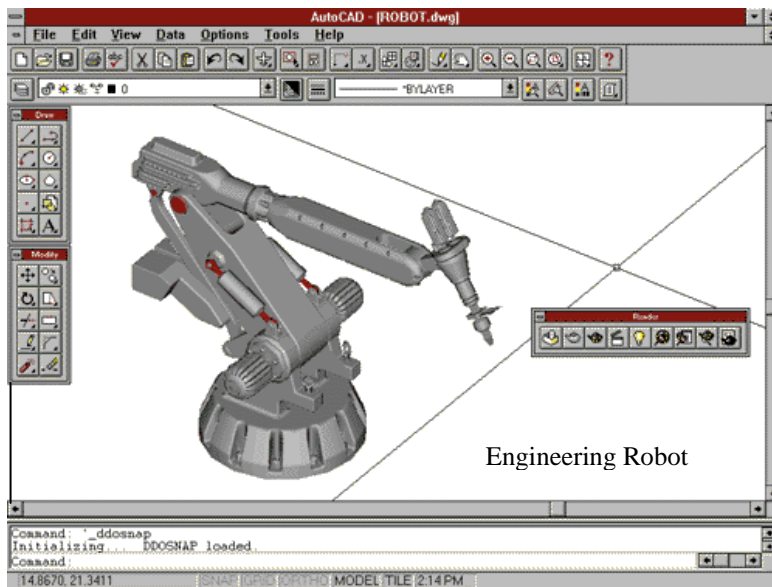 AutoCAD - [ROBOT.dwg]
File Edit View Data Options Tools Help
0 BYLAYER
Draw
A
Modify
Render
Engineering Robot
Command: '_ddosnap
Initializing... DDOSNAP loaded.
Command:
14.8670, 21.3411 SNAP GRID ORTHO MODEL TILE 2:14 PM